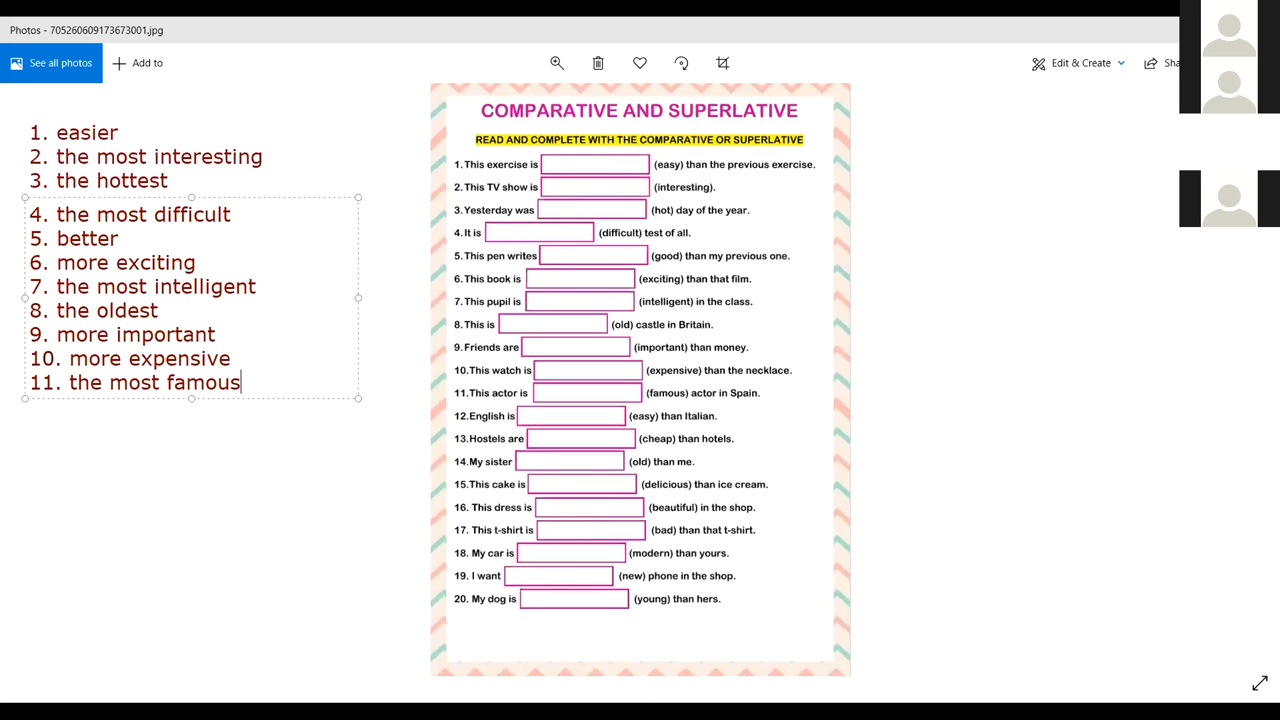 Photos - 705260609173673001.jpg
See all photos
Add to
Edit & Create
Sha
1. easier
2. the most interesting
3. the hottest
4. the most difficult
5. better
6. more exciting
7. the most intelligent
8. the oldest
9. more important
10. more expensive
11. the most famous
COMPARATIVE AND SUPERLATIVE
READ AND COMPLETE WITH THE COMPARATIVE OR SUPERLATIVE
1. This exercise is (easy) than the previous exercise.
2. This TV show is (interesting).
3. Yesterday was (hot) day of the year.
4. It is (difficult) test of all.
5. This pen writes (good) than my previous one.
6. This book is (exciting) than that film.
7. This pupil is (intelligent) in the class.
8. This is (old) castle in Britain.
9. Friends are (important) than money.
10. This watch is (expensive) than the necklace.
11. This actor is (famous) actor in Spain.
12. English is (easy) than Italian.
13. Hostels are (cheap) than hotels.
14. My sister (old) than me.
15. This cake is (delicious) than ice cream.
16. This dress is (beautiful) in the shop.
17. This t-shirt is (bad) than that t-shirt.
18. My car is (modern) than yours.
19. I want (new) phone in the shop.
20. My dog is (young) than hers.